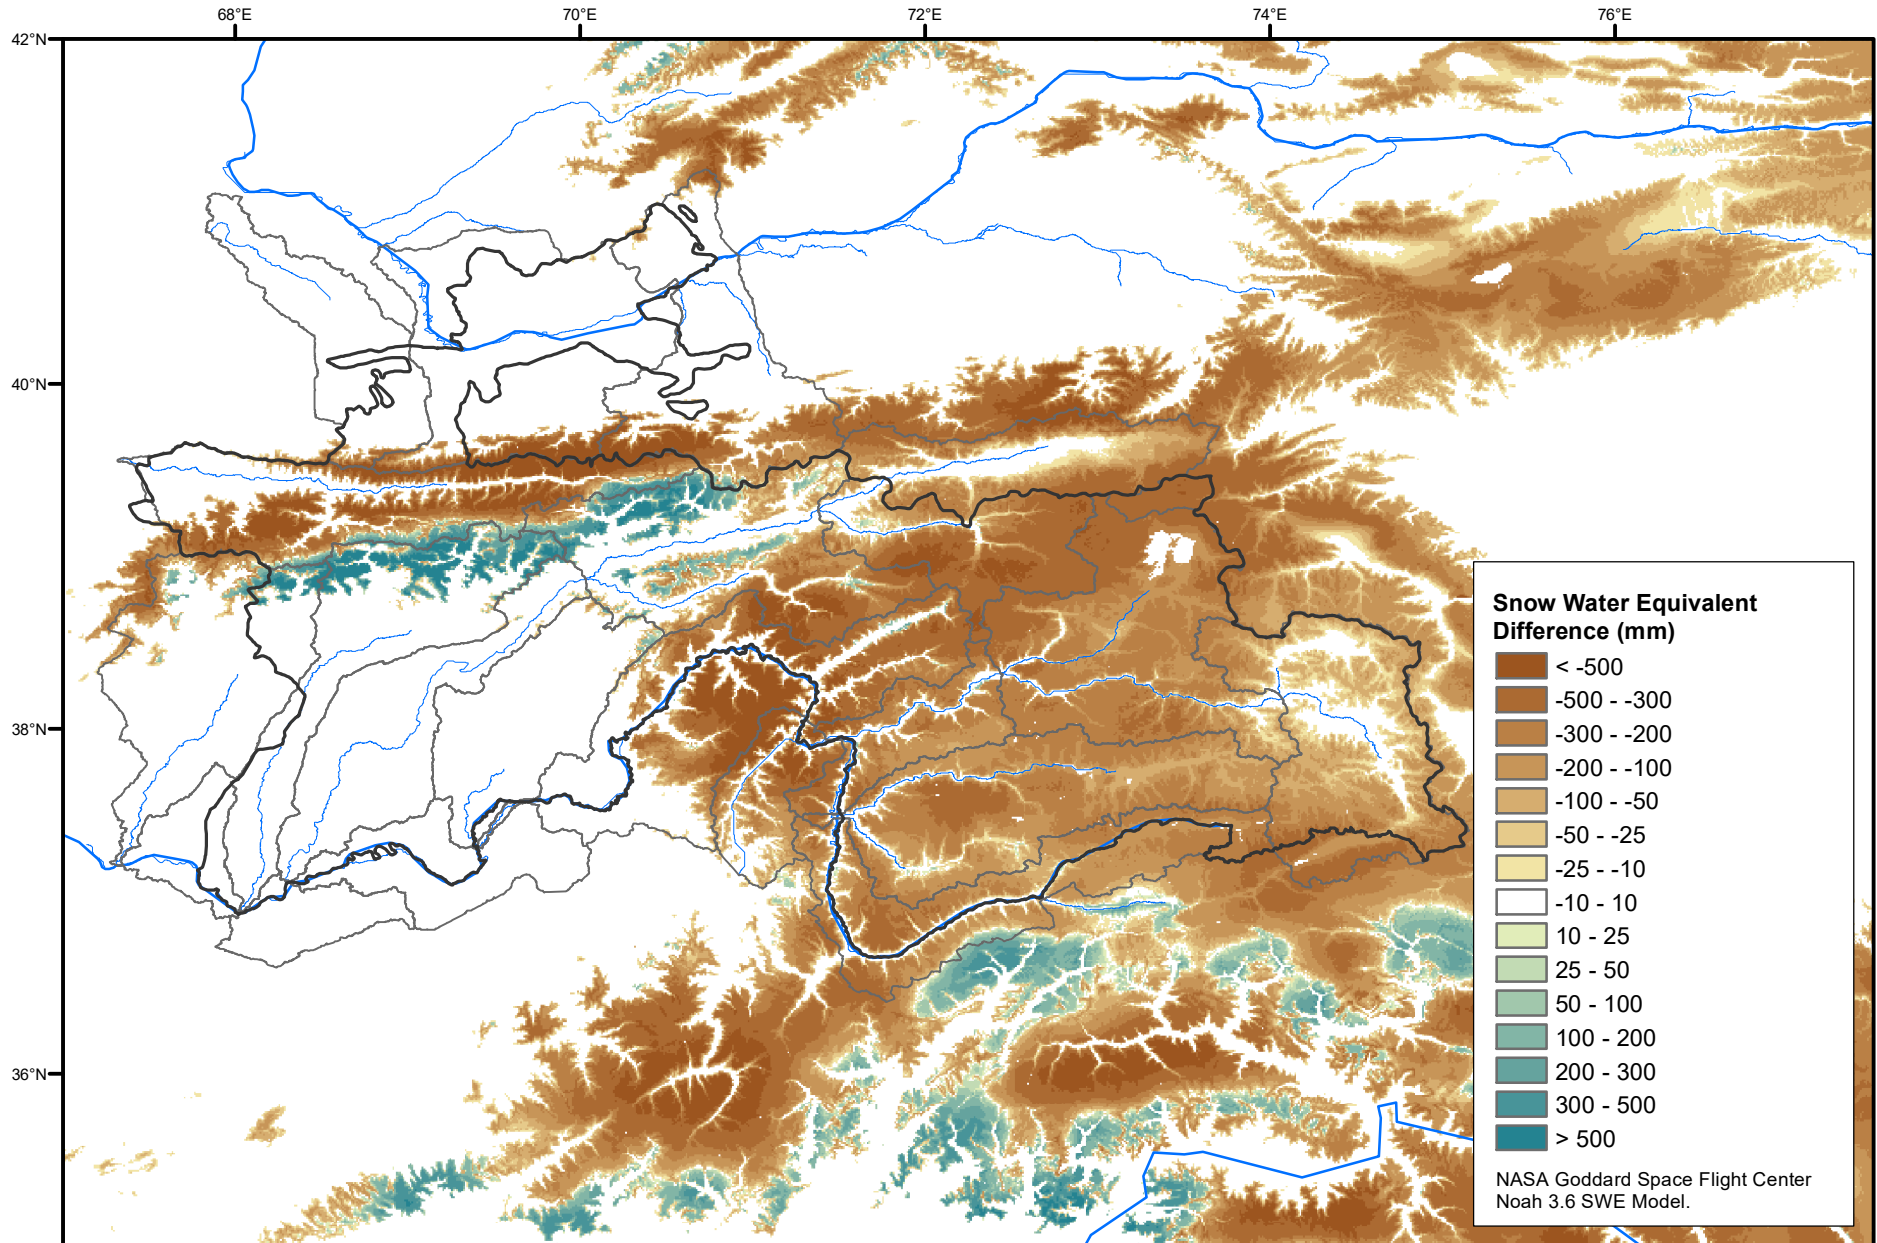 68°E
70°E
72°E
74°E
76°E
42°N
40°N
38°N
36°N
Snow Water Equivalent
Difference (mm)
< -500
-500 - -300
-300 - -200
-200 - -100
-100 - -50
-50 - -25
-25 - -10
-10 - 10
10 - 25
25 - 50
50 - 100
100 - 200
200 - 300
300 - 500
> 500
NASA Goddard Space Flight Center
Noah 3.6 SWE Model.